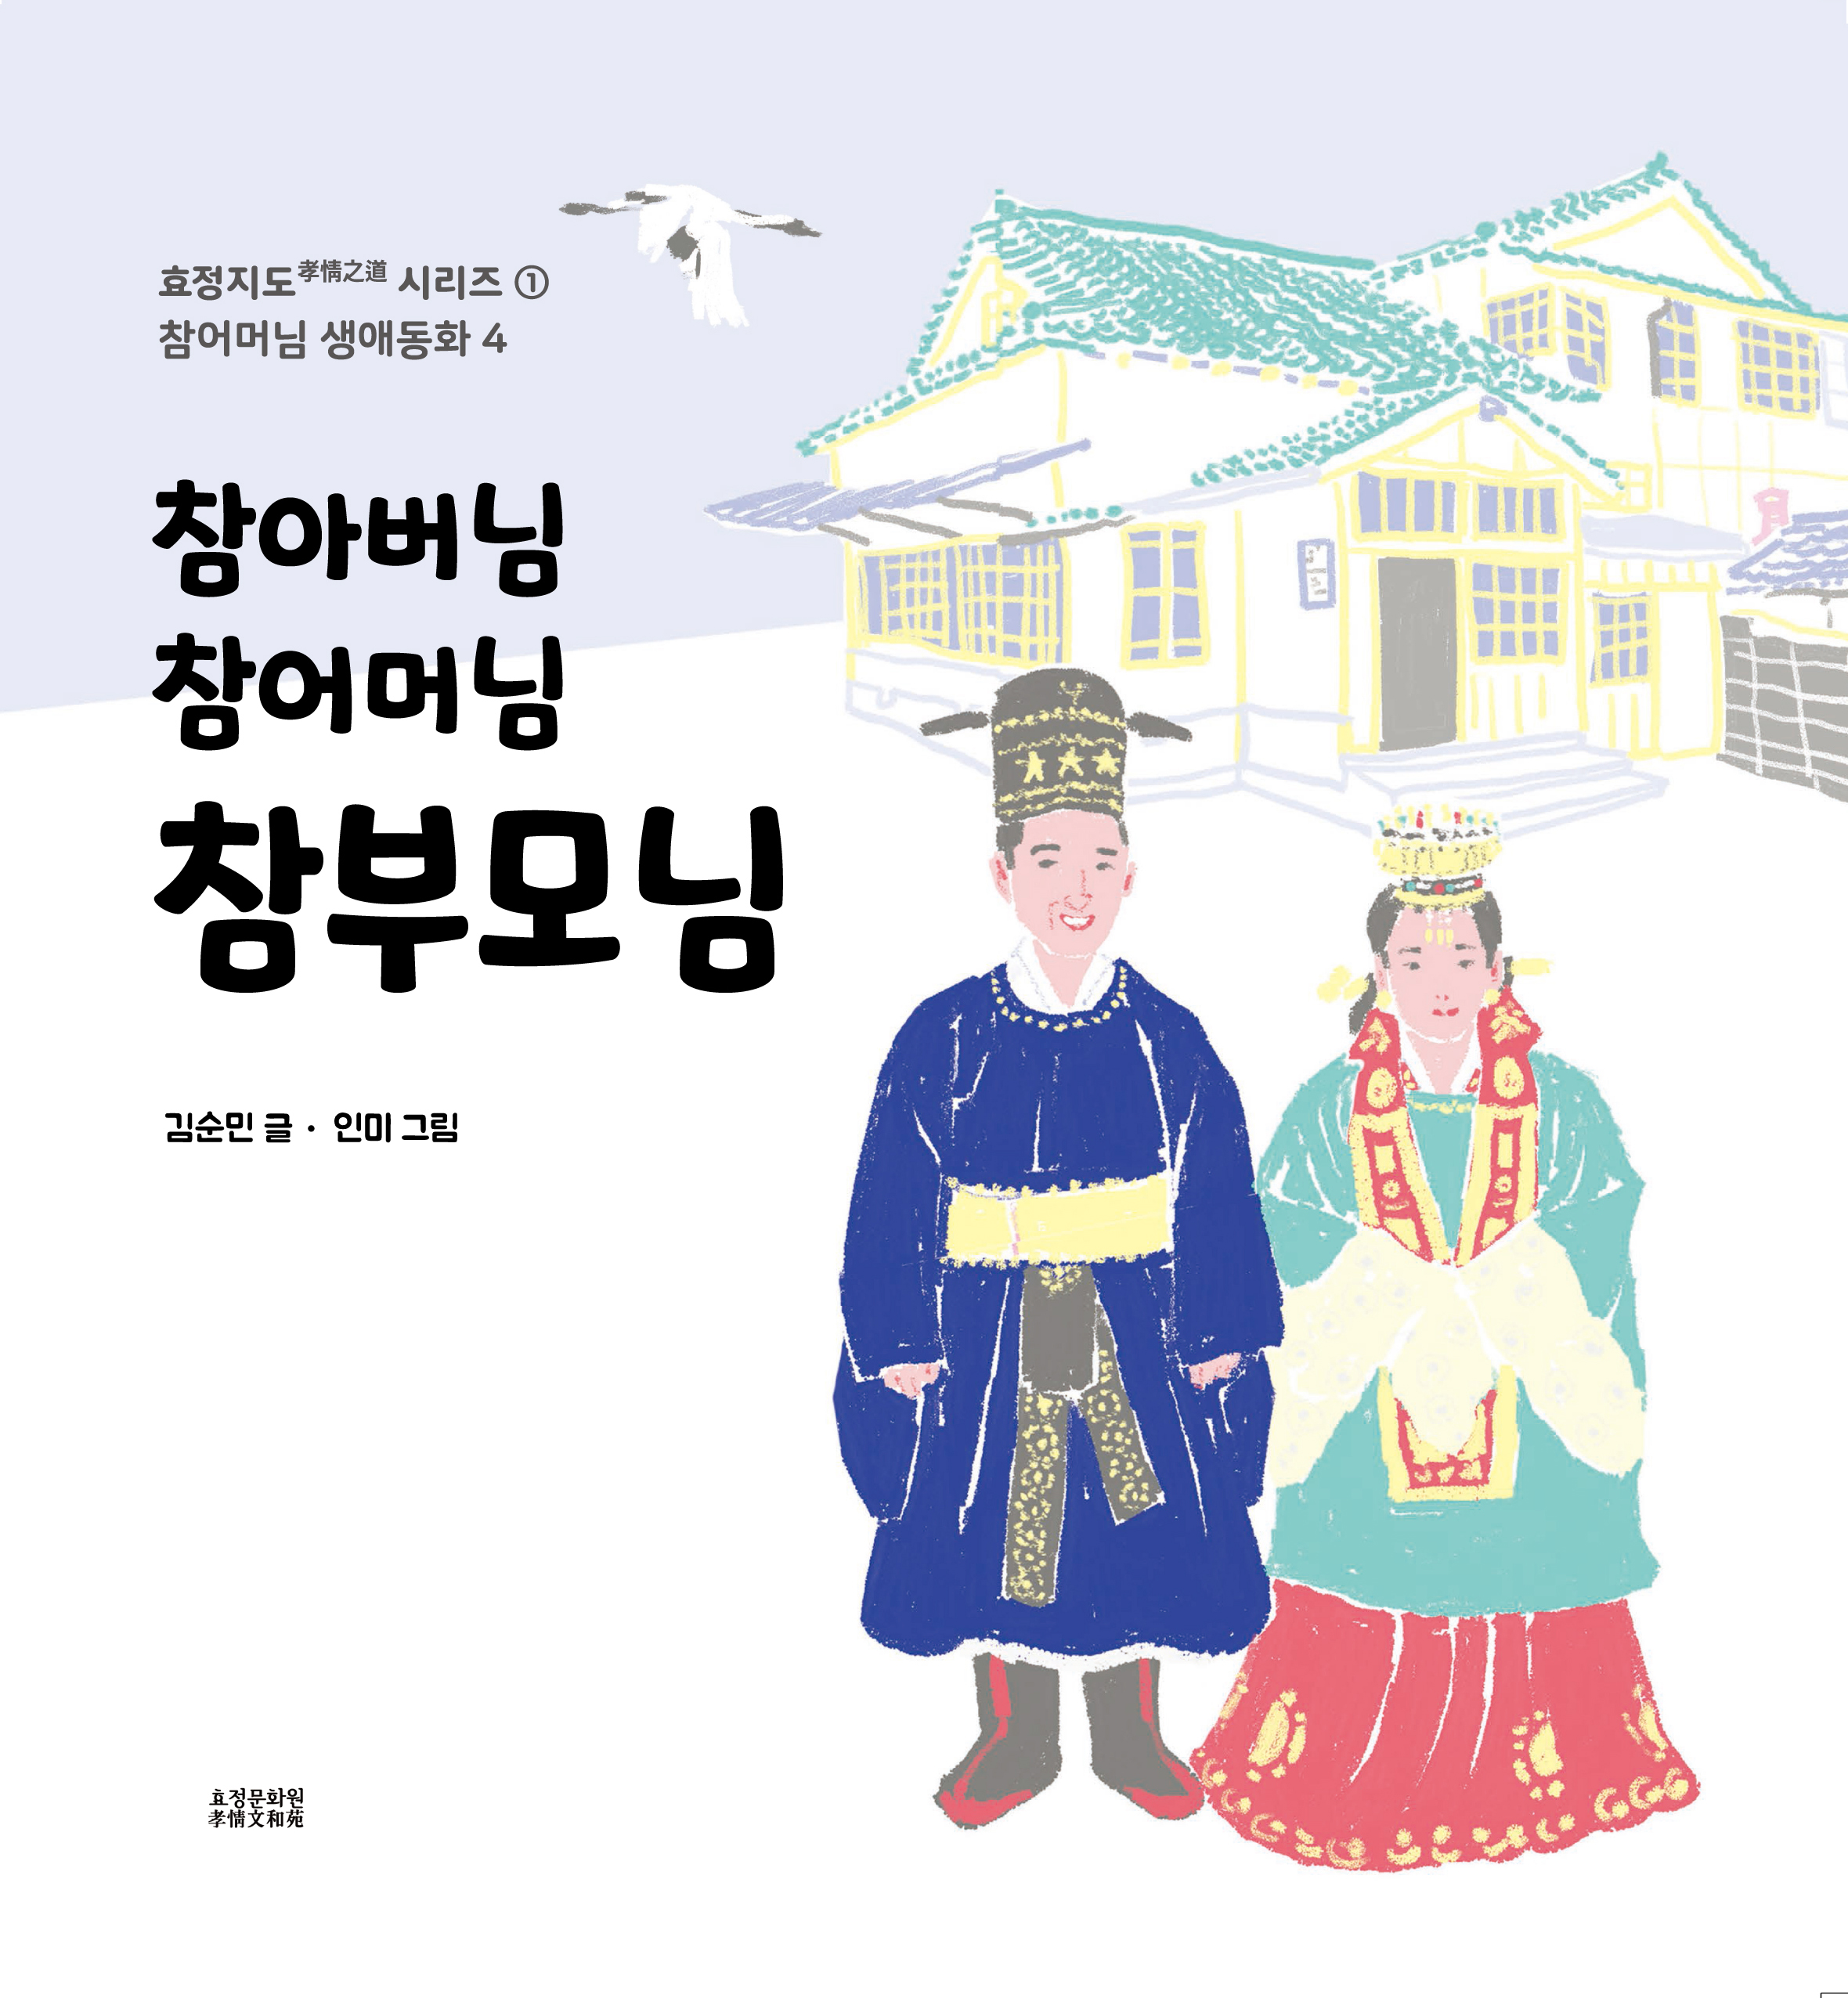 효정지도孝情之道 시리즈 ①
참어머님 생애동화 4
참아버님
참어머님
참부모님
김순민 글 · 인미 그림
효정문화원
孝情文和苑